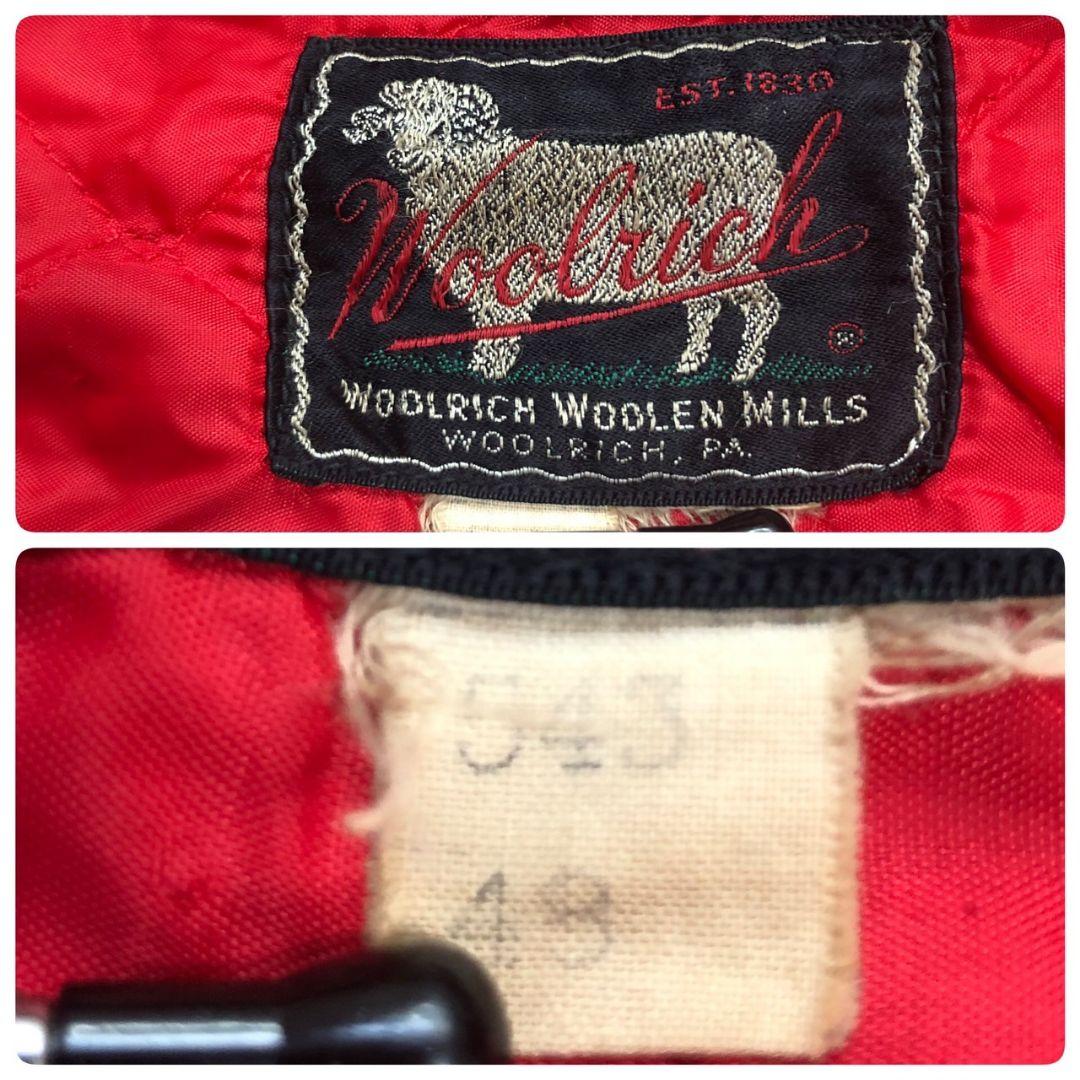 EST. 1830
Woolrich
®
WOOLRICH WOOLEN MILLS
WOOLRICH, PA.
543
48